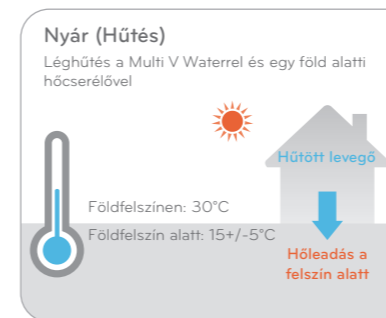 Nyár (Hűtés)
Léghűtés a Multi V Waterrel és egy föld alatti
hőcserélővel
Hűtött levegő
Földfelszínen: 30°C
Földfelszín alatt: 15+/-5°C
Hőleadás a
felszín alatt